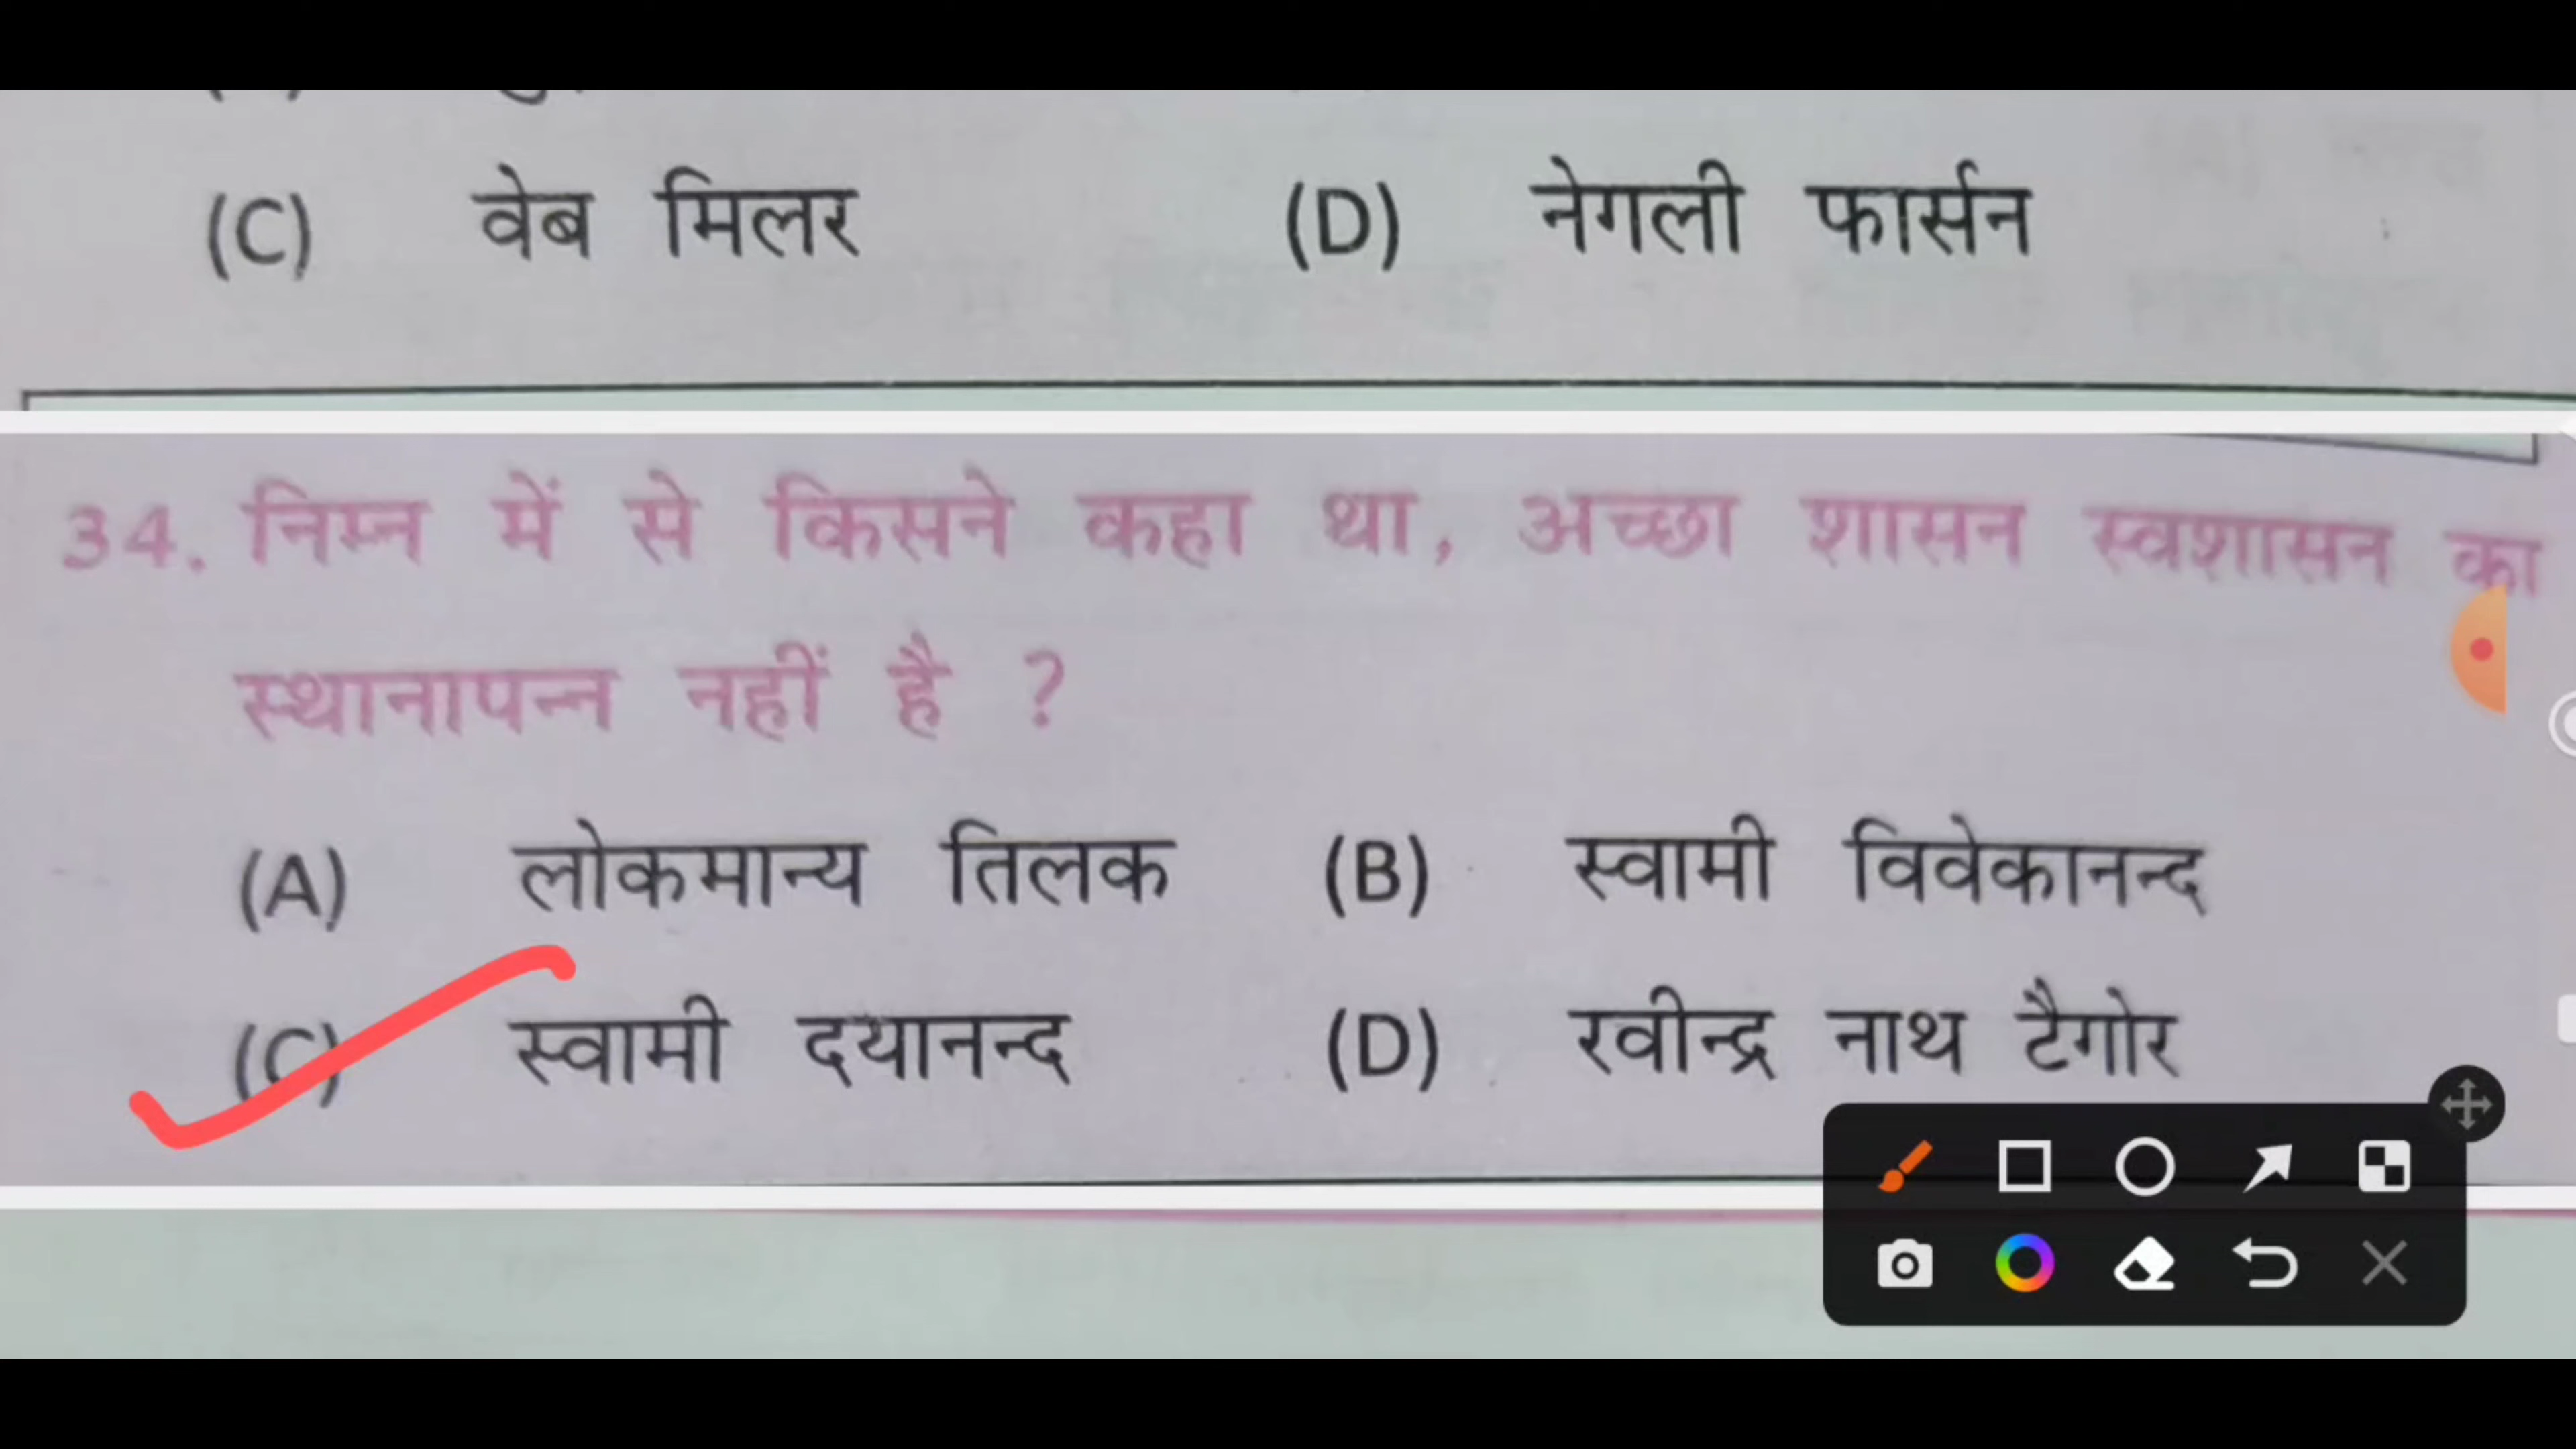 (C) वेब मिलर (D) नेगली फार्सन
34. निम्न में से किसने कहा था, अच्छा शासन स्वशासन का
स्थानापन्न नहीं है ?
(A) लोकमान्य तिलक (B) स्वामी विवेकानन्द
(C) स्वामी दयानन्द (D) रवीन्द्र नाथ टैगोर